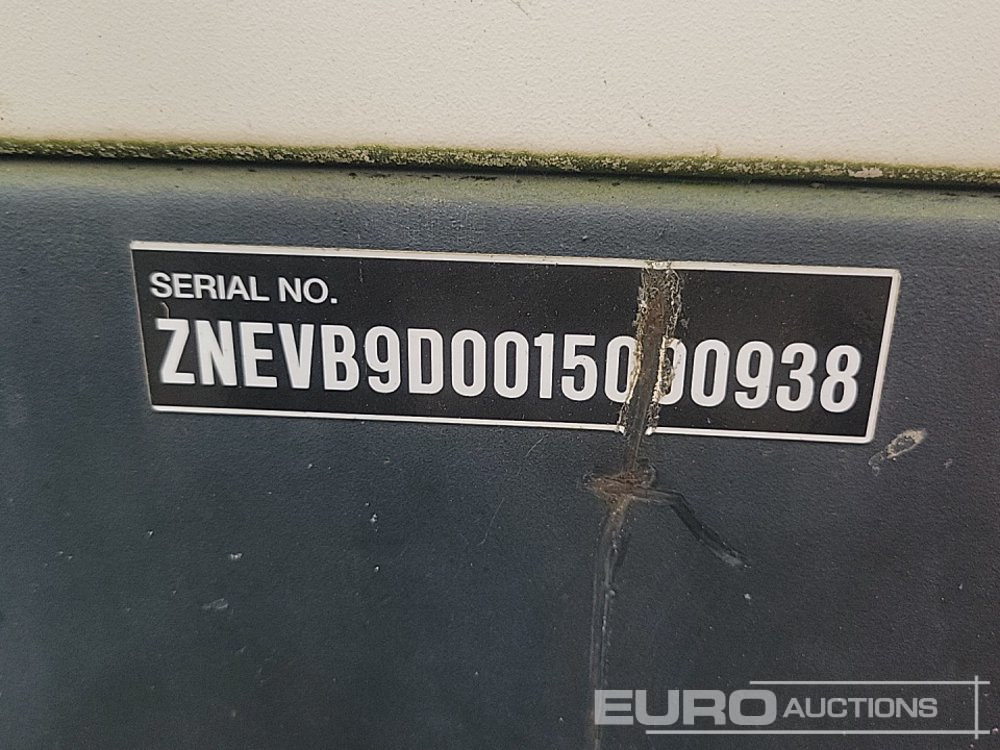 SERIAL NO.
ZNEVB9D0015000938
EURO AUCTIONS